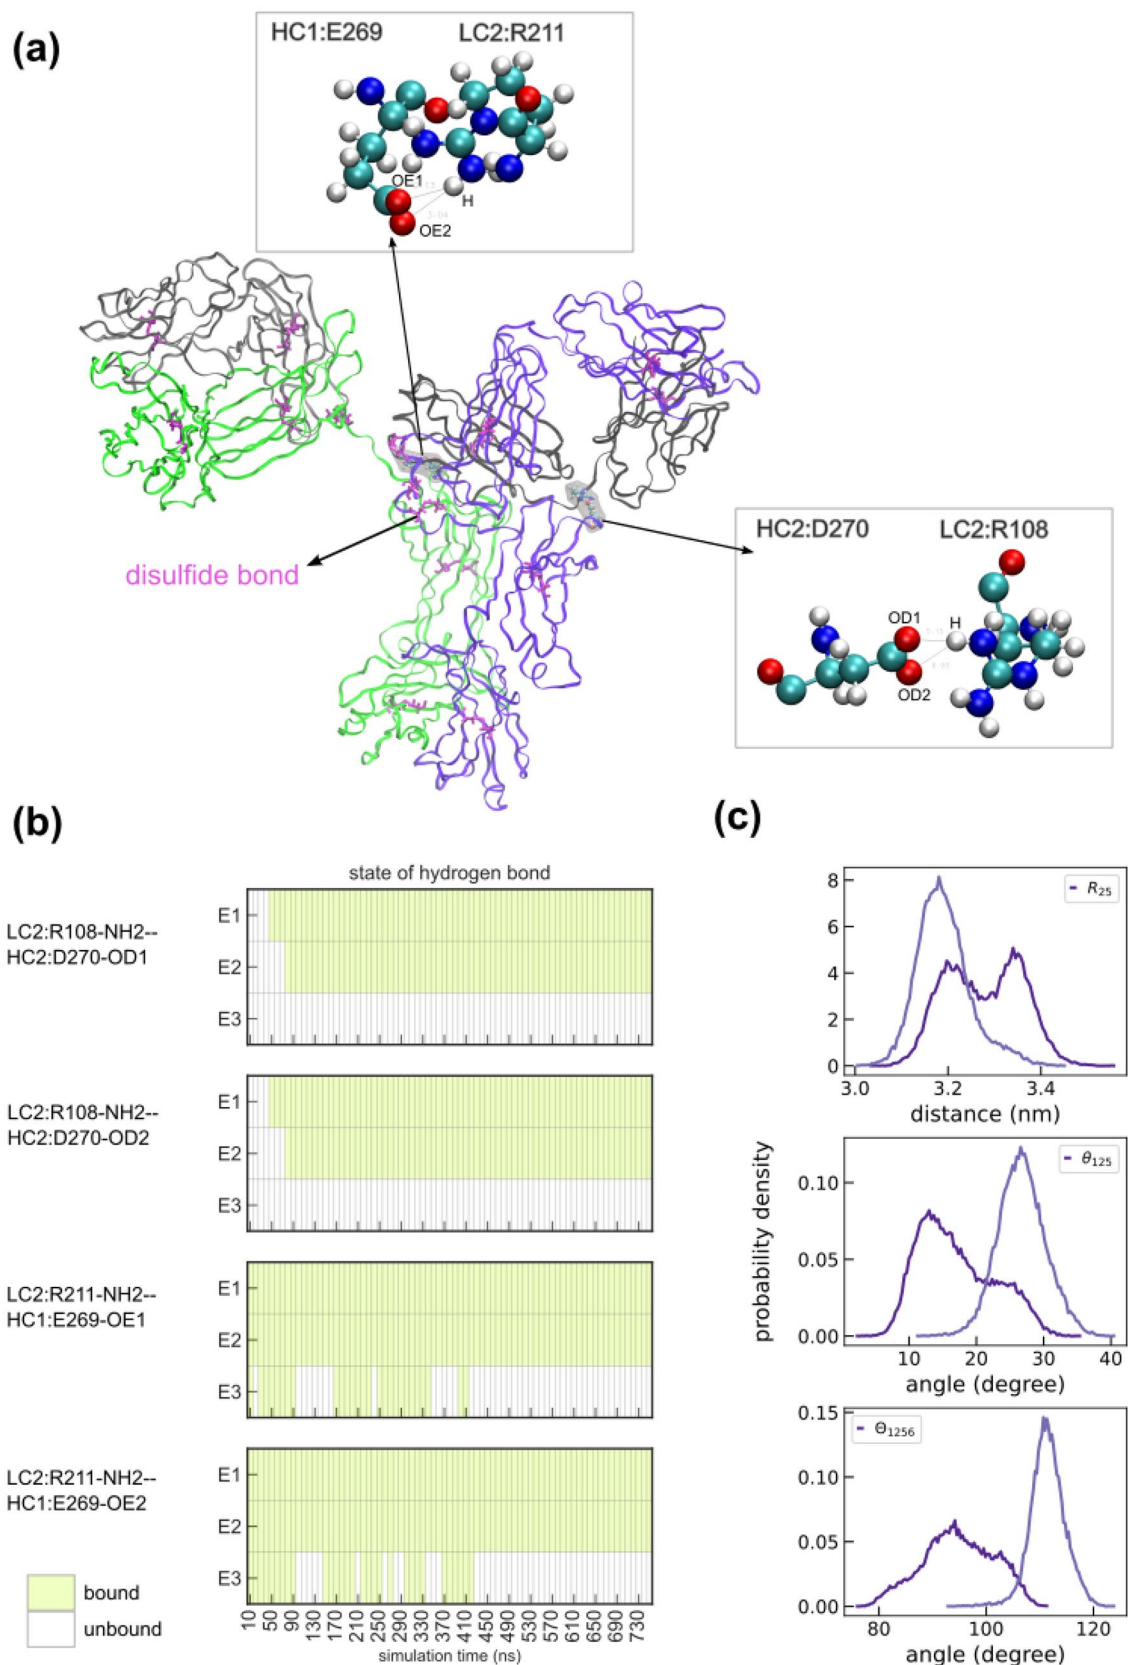 (a)
HC1:E269 LC2:R211
OE1
H
3.04
OE2
disulfide bond
HC2:D270 LC2:R108
OD1 H
OD2
(b)
(c)
state of hydrogen bond
LC2:R108-NH2--
HC2:D270-OD1
E1
E2
E3
LC2:R108-NH2--
HC2:D270-OD2
E1
E2
E3
LC2:R211-NH2--
HC1:E269-OE1
E1
E2
E3
LC2:R211-NH2--
HC1:E269-OE2
E1
E2
E3
bound
unbound
10 50 90 130 170 210 250 290 330 370 410 450 490 530 570 610 650 690 730
simulation time (ns)
R25
8
6
4
2
0
3.0 3.2 3.4
distance (nm)
probability density
θ125
0.10
0.05
0.00
10 20 30 40
angle (degree)
Θ1256
0.15
0.10
0.05
0.00
80 100 120
angle (degree)